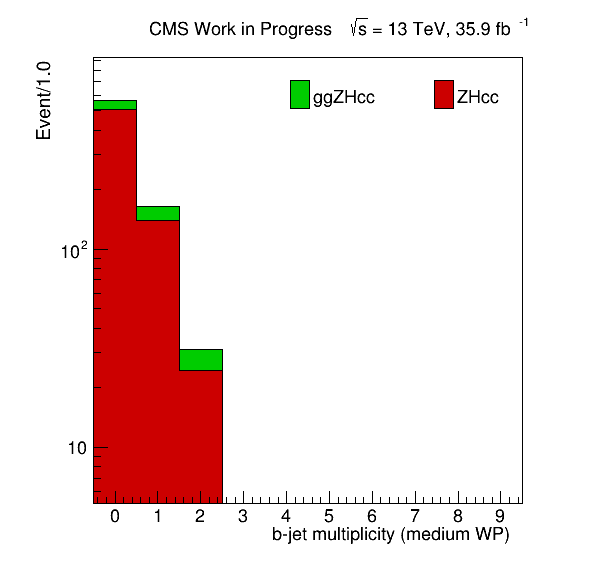 CMS Work in Progress √s = 13 TeV, 35.9 fb⁻¹
Event/1.0
ggZHcc ZHcc
10²
10
0 1 2 3 4 5 6 7 8 9
b-jet multiplicity (medium WP)